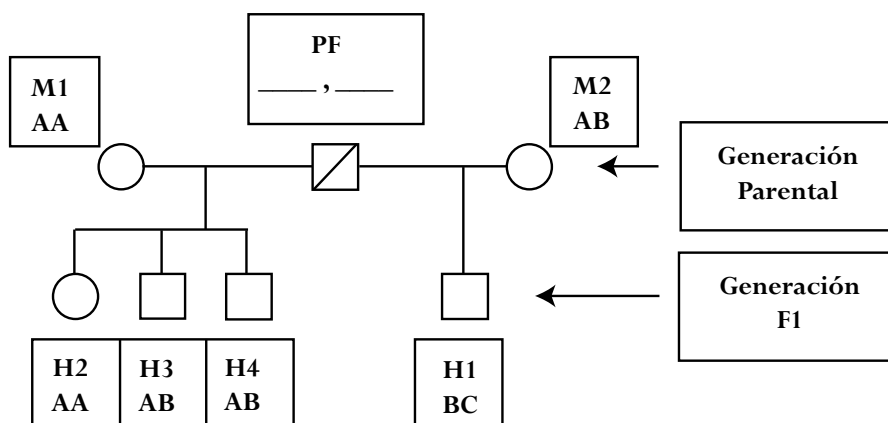 PF
____ , ____
M1
AA
M2
AB
Generación
Parental
Generación
F1
H2
AA
H3
AB
H4
AB
H1
BC